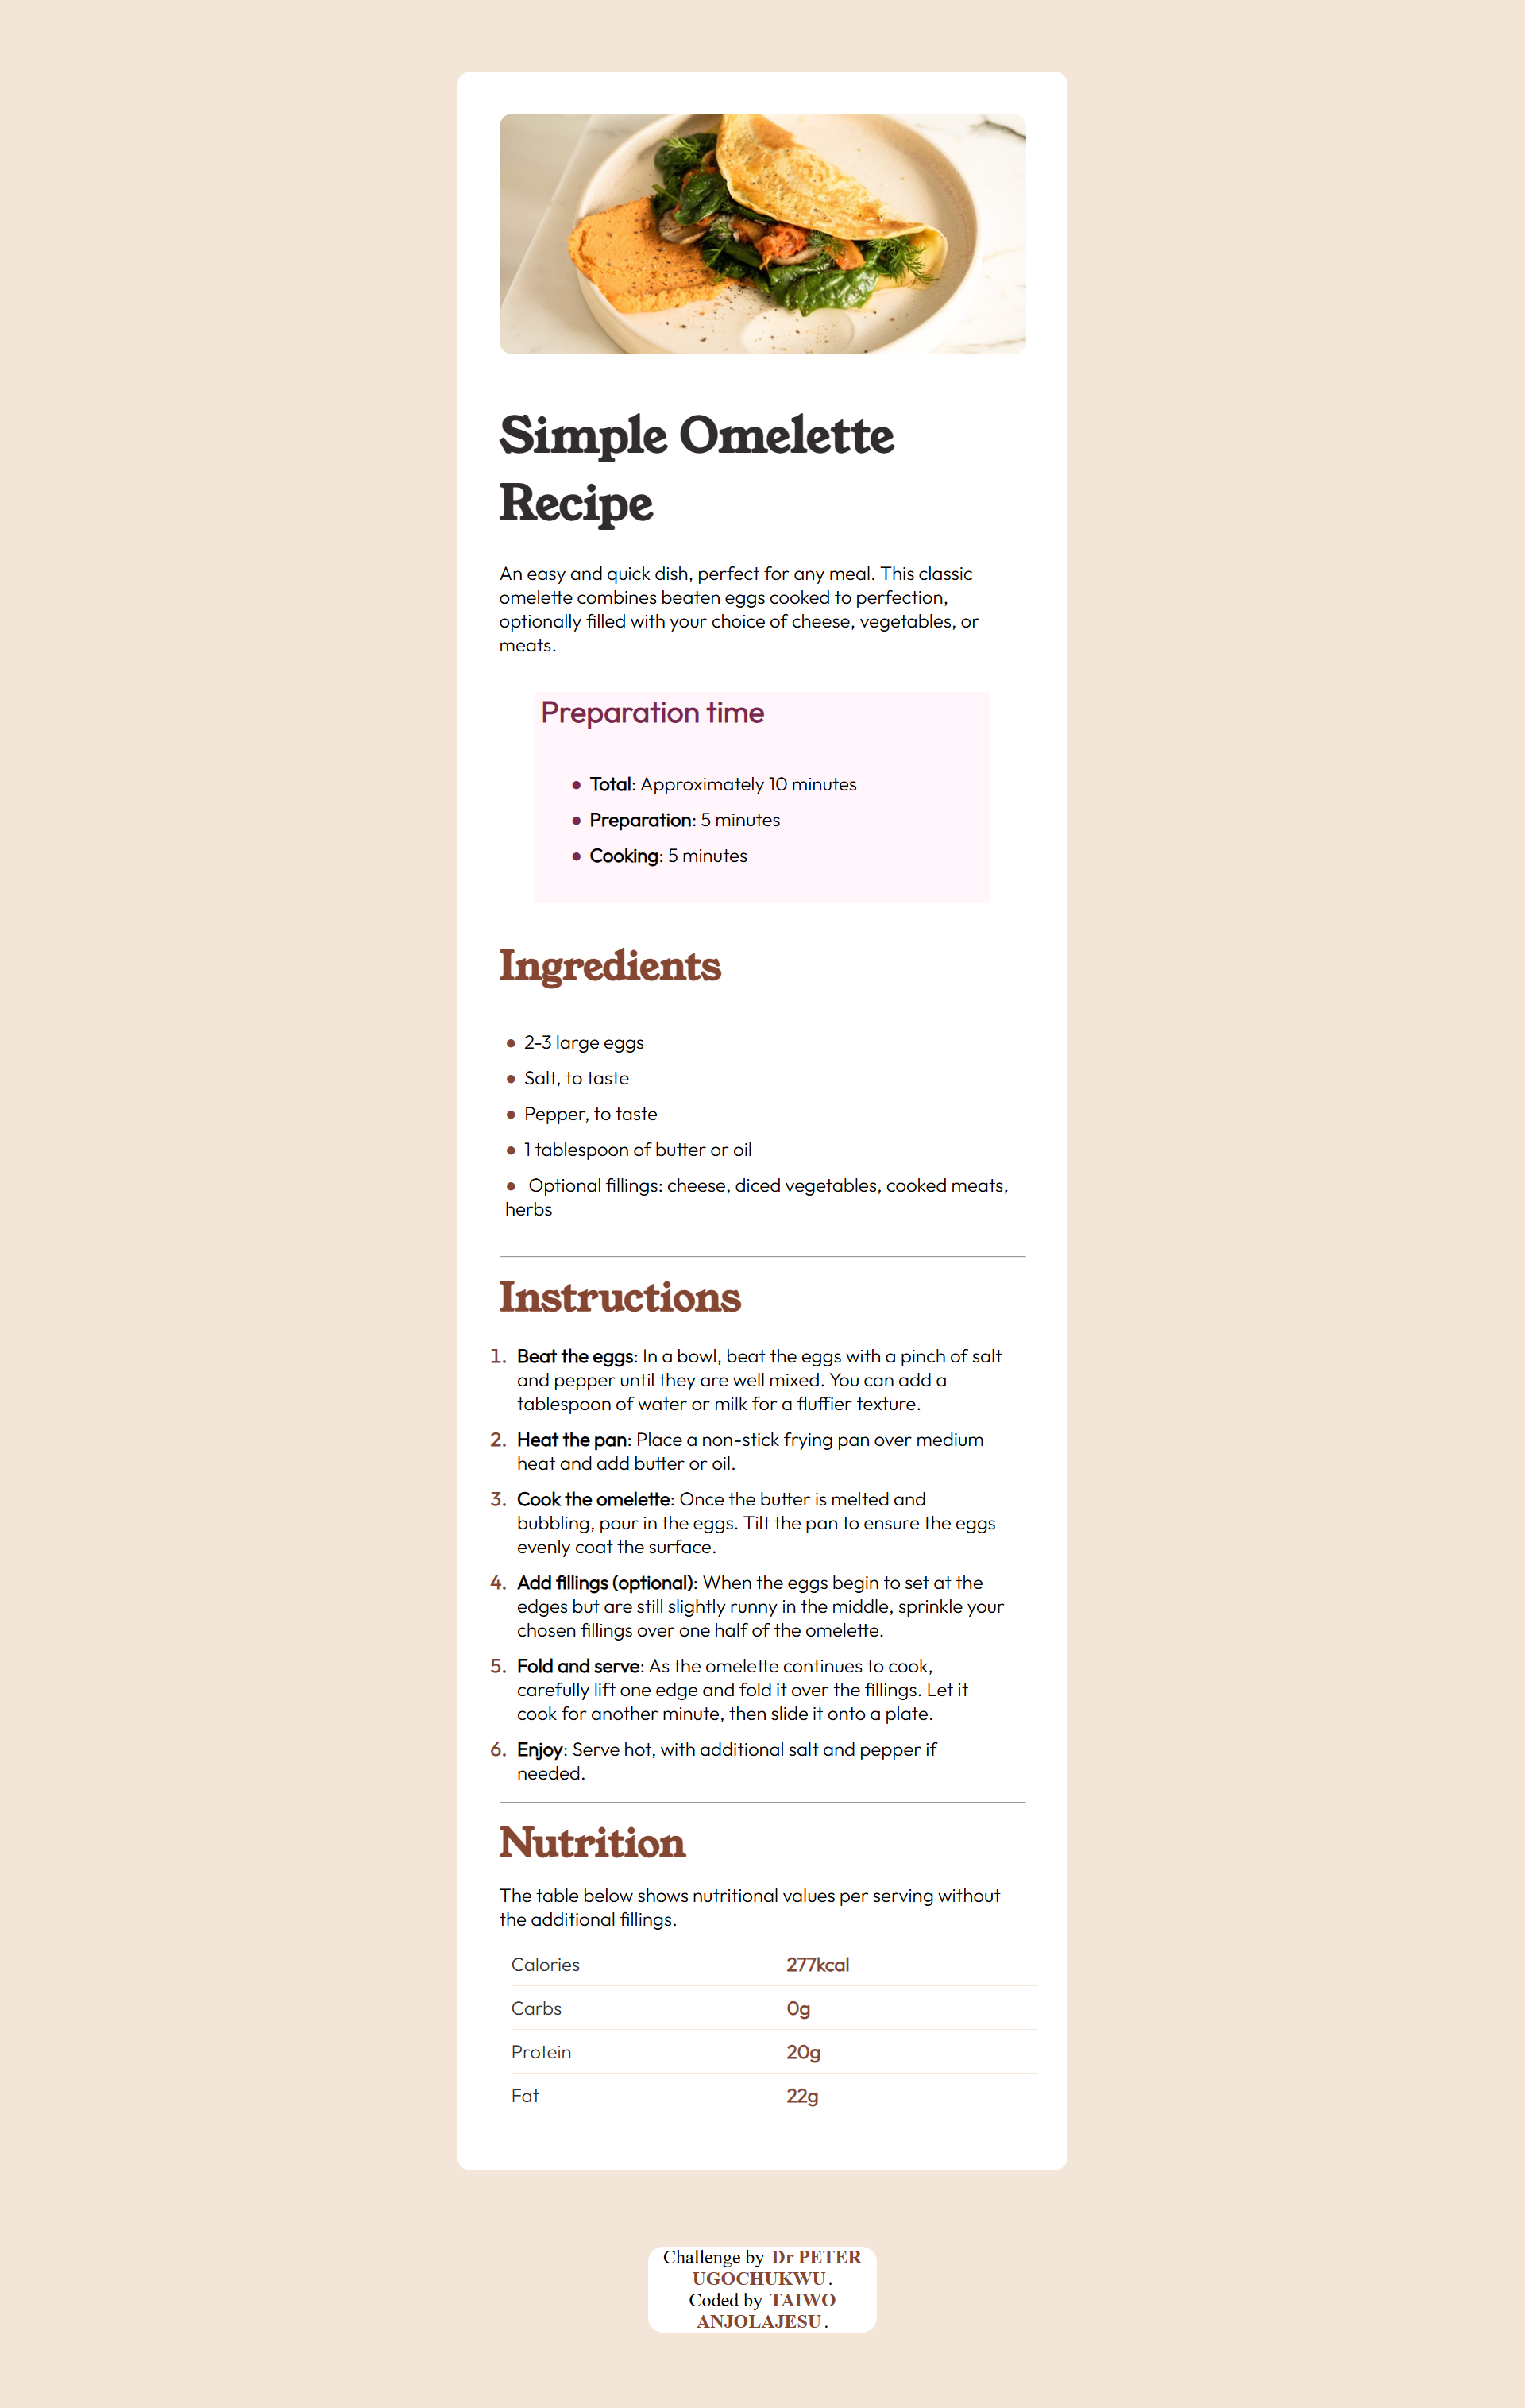 Simple Omelette
Recipe
An easy and quick dish, perfect for any meal. This classic
omelette combines beaten eggs cooked to perfection,
optionally filled with your choice of cheese, vegetables, or
meats.
Preparation time
● Total: Approximately 10 minutes
● Preparation: 5 minutes
● Cooking: 5 minutes
Ingredients
● 2-3 large eggs
● Salt, to taste
● Pepper, to taste
● 1 tablespoon of butter or oil
● Optional fillings: cheese, diced vegetables, cooked meats,
herbs
Instructions
1. Beat the eggs: In a bowl, beat the eggs with a pinch of salt
and pepper until they are well mixed. You can add a
tablespoon of water or milk for a fluffier texture.
2. Heat the pan: Place a non-stick frying pan over medium
heat and add butter or oil.
3. Cook the omelette: Once the butter is melted and
bubbling, pour in the eggs. Tilt the pan to ensure the eggs
evenly coat the surface.
4. Add fillings (optional): When the eggs begin to set at the
edges but are still slightly runny in the middle, sprinkle your
chosen fillings over one half of the omelette.
5. Fold and serve: As the omelette continues to cook,
carefully lift one edge and fold it over the fillings. Let it
cook for another minute, then slide it onto a plate.
6. Enjoy: Serve hot, with additional salt and pepper if
needed.
Nutrition
The table below shows nutritional values per serving without
the additional fillings.
Calories 277kcal
Carbs 0g
Protein 20g
Fat 22g
Challenge by Dr PETER
UGOCHUKWU.
Coded by TAIWO
ANJOLAJESU.